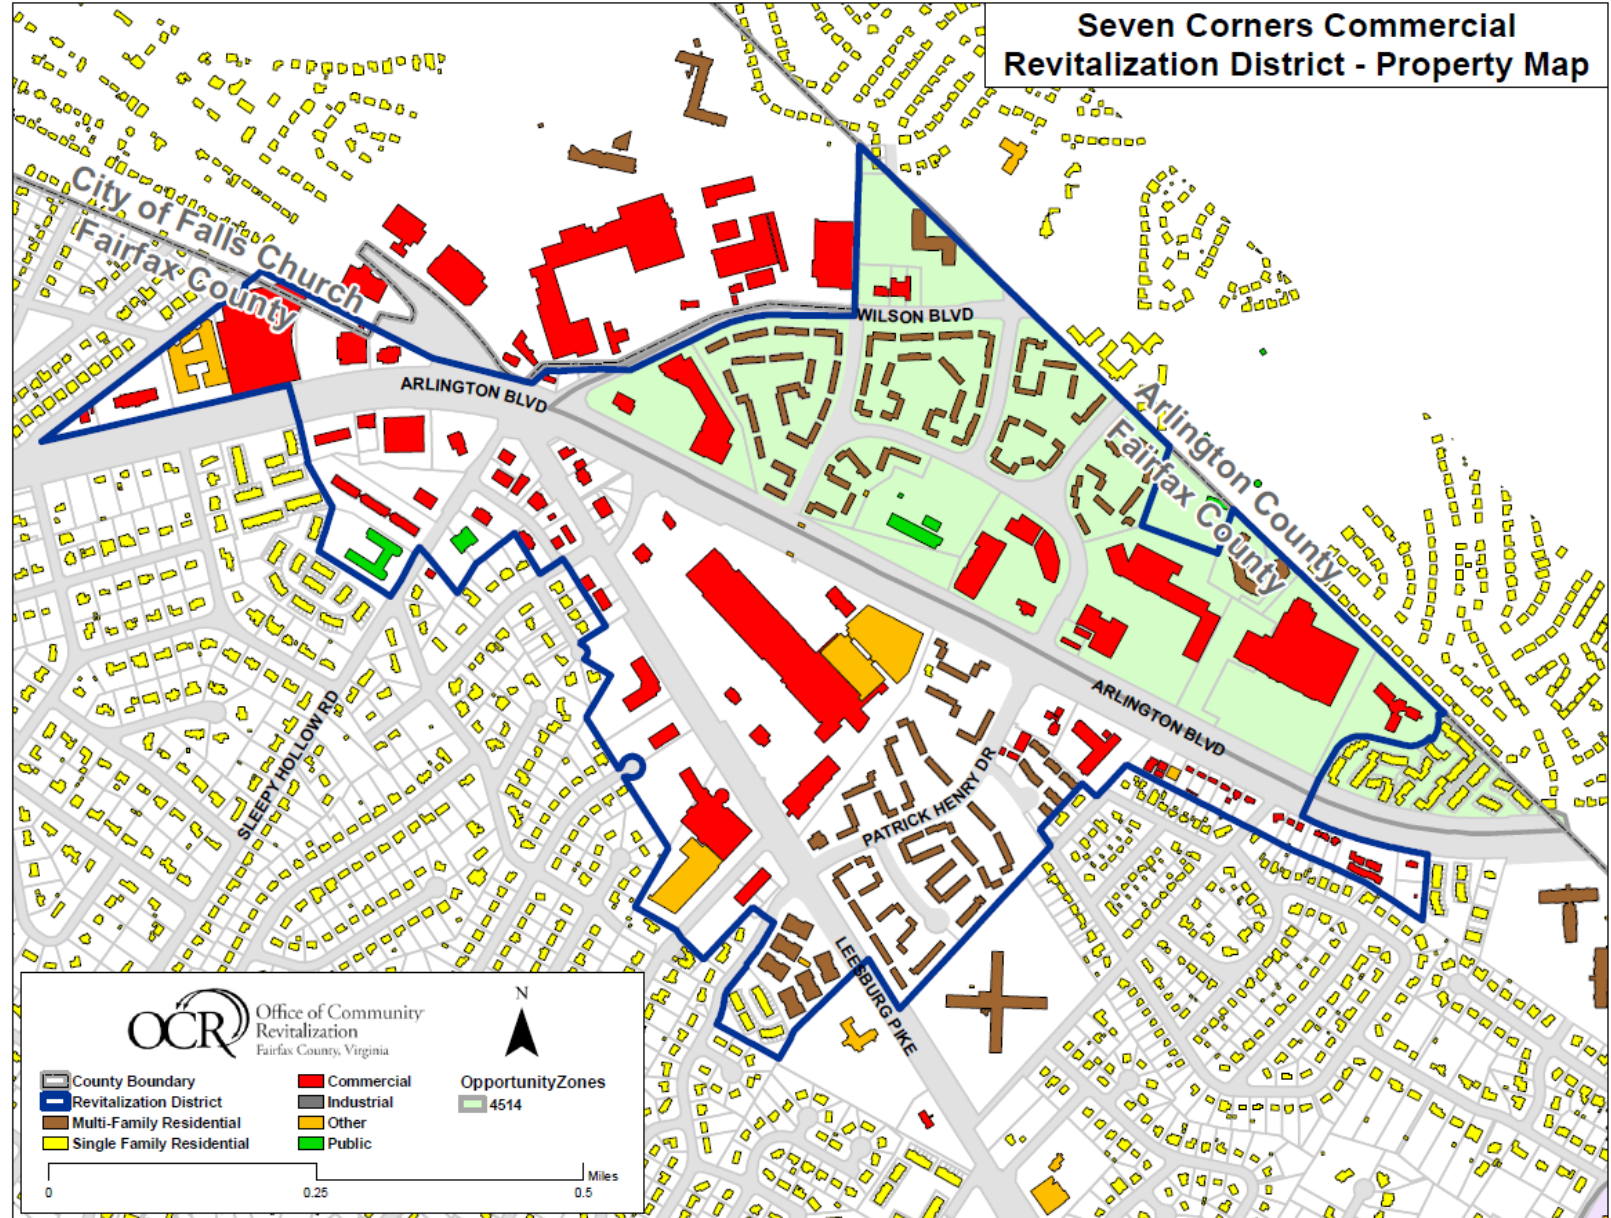 Seven Corners Commercial
Revitalization District - Property Map
City of Falls Church
Fairfax County
WILSON BLVD
ARLINGTON BLVD
Arlington County
Fairfax County
ARLINGTON BLVD
SLEEPY HOLLOW RD
PATRICK HENRY DR
LEESBURG PIKE
OCR
Office of Community
Revitalization
Fairfax County, Virginia
N
County Boundary
Revitalization District
Multi-Family Residential
Single Family Residential
Commercial
Industrial
Other
Public
OpportunityZones
4514
Miles
0 0.25 0.5